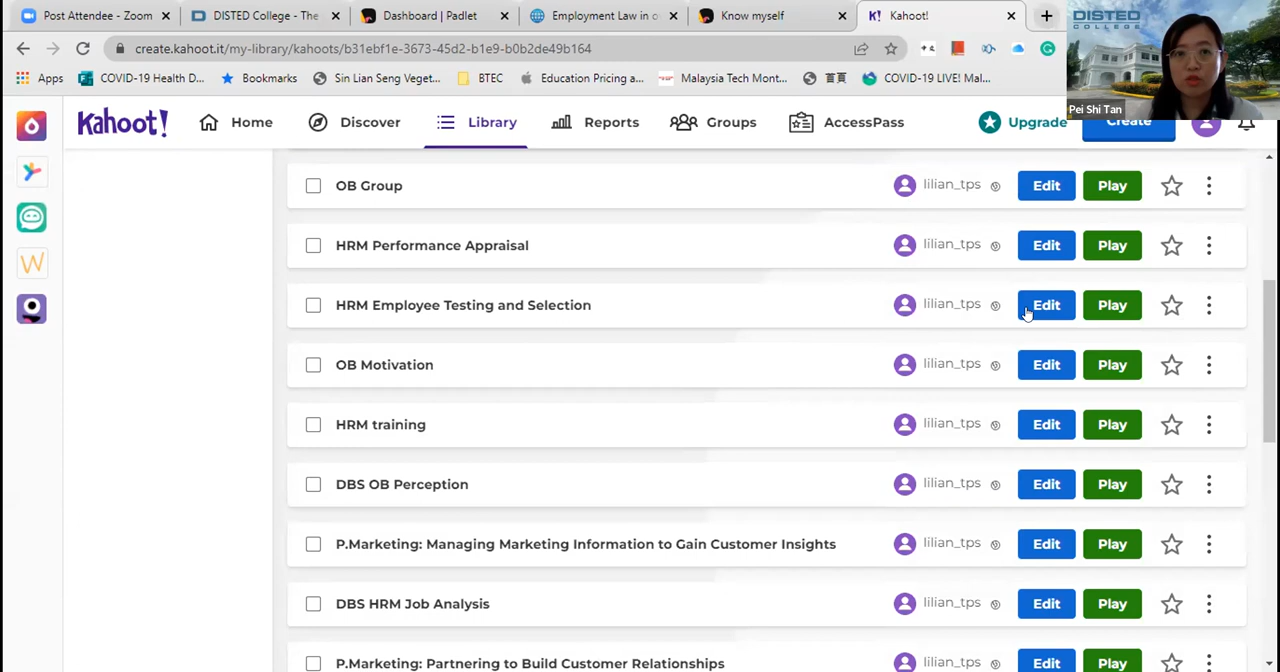 Post Attendee - Zoom
DISTED College - The
Dashboard | Padlet
Employment Law in
Know myself
K! Kahoot!
DISTED
COLLEGE
create.kahoot.it/my-library/kahoots/b31ebf1e-3673-45d2-b1e9-b0b2de49b164
Apps
COVID-19 Health D...
Bookmarks
Sin Lian Seng Veget...
BTEC
Education Pricing a...
Malaysia Tech Mont...
首頁
COVID-19 LIVE! Mal...
Pei Shi Tan
Kahoot!
Home
Library
Reports
Groups
AccessPass
Upgrade
Create
OB Group
lilian_tps
Edit
Play
HRM Performance Appraisal
lilian_tps
Edit
Play
HRM Employee Testing and Selection
lilian_tps
Edit
Play
OB Motivation
lilian_tps
Edit
Play
HRM training
lilian_tps
Edit
Play
DBS OB Perception
lilian_tps
Edit
Play
P.Marketing: Managing Marketing Information to Gain Customer Insights
lilian_tps
Edit
Play
DBS HRM Job Analysis
lilian_tps
Edit
Play
P.Marketing: Partnering to Build Customer Relationships
lilian_tps
Edit
Play